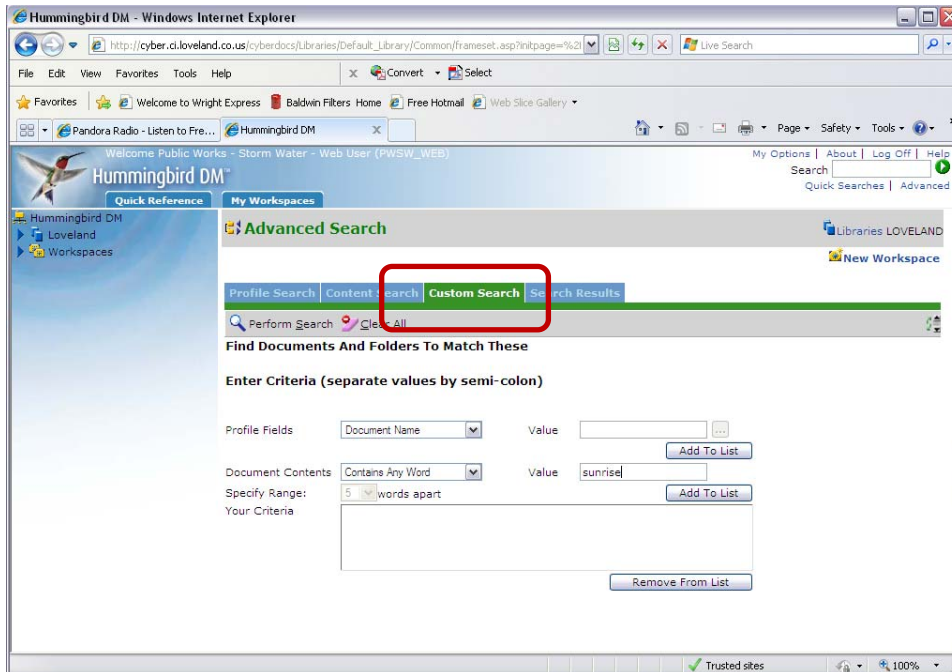 Hummingbird DM - Windows Internet Explorer
http://cyber.ci.loveland.co.us/cyberdocs/Libraries/Default_Library/Common/frameset.asp?initpage=%2
Live Search
File Edit View Favorites Tools Help x Convert Select
Favorites Welcome to Wright Express Baldwin Filters Home Free Hotmail Web Slice Gallery
Pandora Radio - Listen to Fre... Hummingbird DM x Page Safety Tools
Welcome Public Works - Storm Water - Web User (PWSW_WEB) My Options | About | Log Off | Help
Hummingbird DM™ Search
Quick Searches | Advanced
Quick Reference My Workspaces
Hummingbird DM
Loveland
Workspaces
Advanced Search Libraries LOVELAND
New Workspace
Profile Search Content Search Custom Search Search Results
Perform Search Clear All
Find Documents And Folders To Match These
Enter Criteria (separate values by semi-colon)
Profile Fields Document Name Value ...
Add To List
Document Contents Contains Any Word Value sunrise
Specify Range: 5 words apart Add To List
Your Criteria
Remove From List
Trusted sites 100%